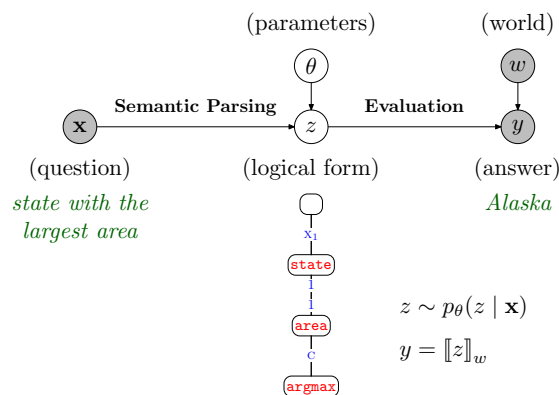 (parameters) (world)
θ w
Semantic Parsing Evaluation
x z y
(question) (logical form) (answer)
state with the Alaska
largest area
x₁
state
1
1
area
c
argmax
z ∼ pθ(z | x)
y = ⟦z⟧w